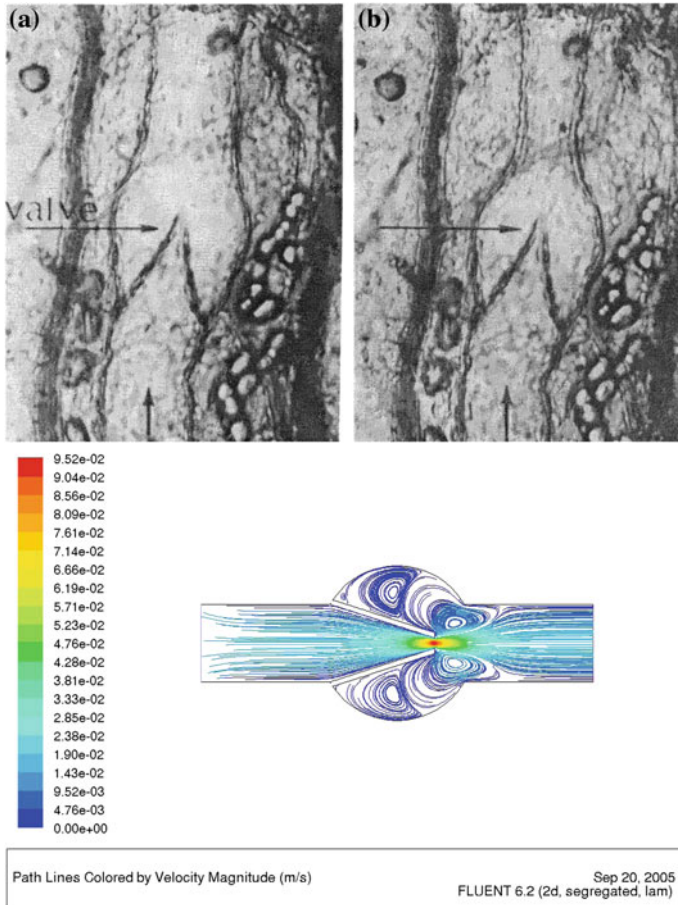 (a)
(b)
valve
9.52e-02
9.04e-02
8.56e-02
8.09e-02
7.61e-02
7.14e-02
6.66e-02
6.19e-02
5.71e-02
5.23e-02
4.76e-02
4.28e-02
3.81e-02
3.33e-02
2.85e-02
2.38e-02
1.90e-02
1.43e-02
9.52e-03
4.76e-03
0.00e+00
Path Lines Colored by Velocity Magnitude (m/s)
Sep 20, 2005
FLUENT 6.2 (2d, segregated, lam)